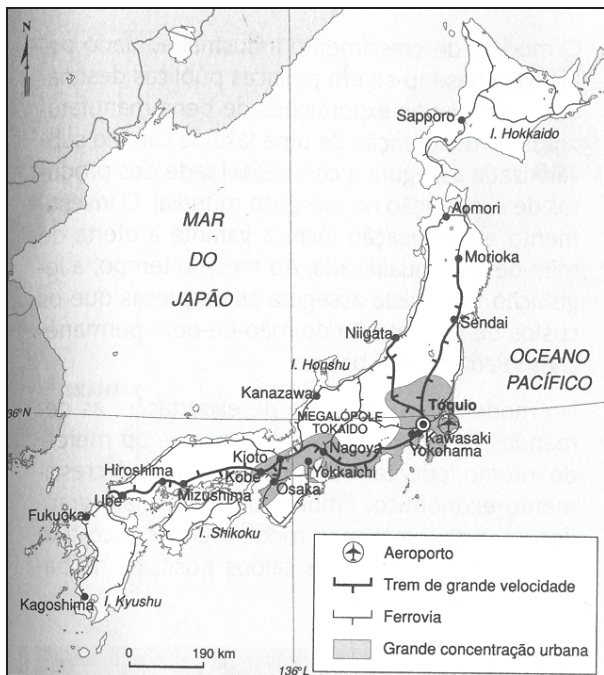 N
Sapporo
I. Hokkaido
Aomori
MAR
DO
JAPÃO
Morioka
Sendai
Niigata
I. Honshu
OCEANO
PACÍFICO
Kanazawa
36°N
MEGALÓPOLE
TOKAIDO
Tóquio
Kawasaki
Yokohama
Nagoya
Kjoto
Yokkaichi
Kobe
Osaka
Hiroshima
Mizushima
Ube
Fukuoka
I. Shikoku
Kagoshima
I. Kyushu
0 190 km
136°L
Aeroporto
Trem de grande velocidade
Ferrovia
Grande concentração urbana